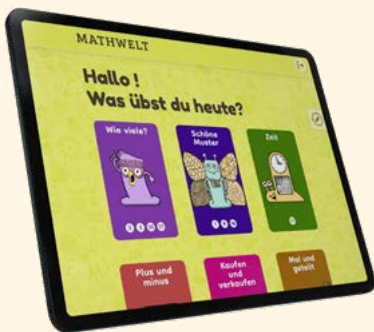 MATHWELT
Hallo !
Was übst du heute?
Wie viele?
Schöne
Muster
Zeit
Plus und
minus
Kaufen
und
verkaufen
Mal und
geteilt